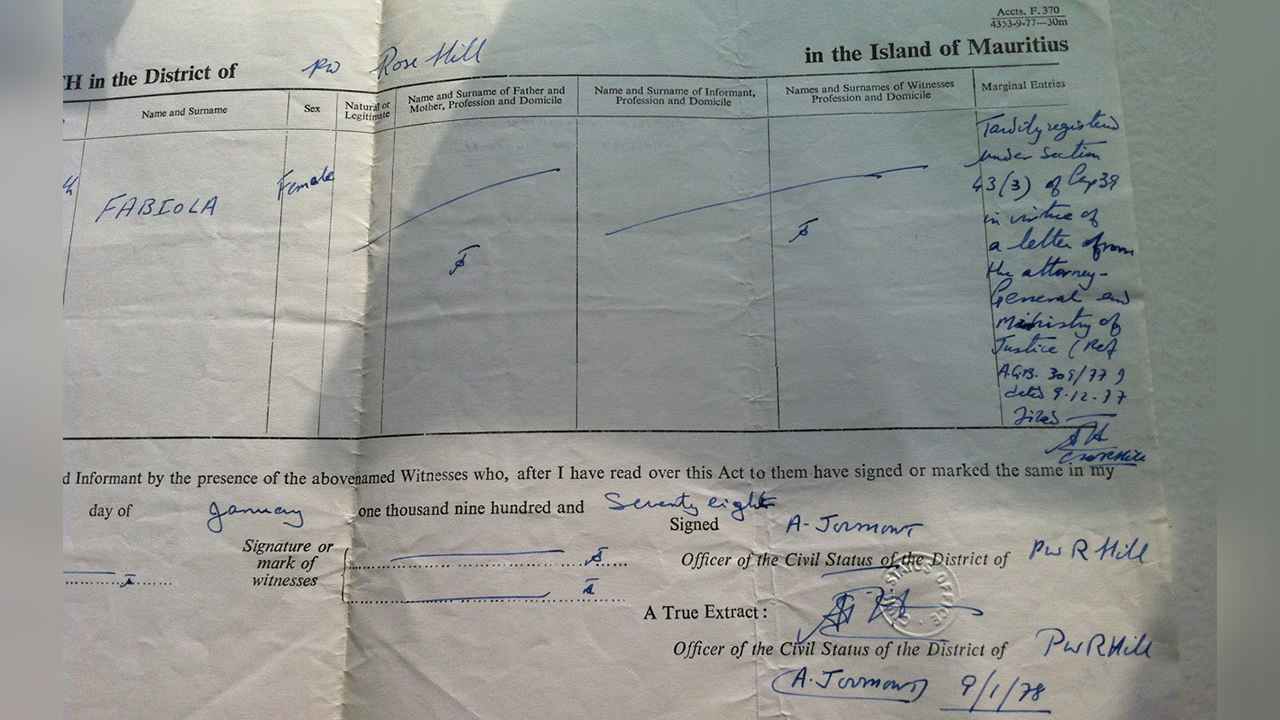 Accts. F. 370
4353-9-77—30m
H in the District of PW Rose Hill in the Island of Mauritius
Name and Surname
Sex
Natural or
Legitimate
Name and Surname of Father and
Mother, Profession and Domicile
Name and Surname of Informant,
Profession and Domicile
Names and Surnames of Witnesses
Profession and Domicile
Marginal Entries
FABIOLA
Female
Tardily registered
under Section
43(3) of Cap 39
in virtue of
a letter from
the attorney-
General and
Ministry of
Justice (Ref
A.G.B. 309/77)
dated 9-12-77
filed
d Informant by the presence of the abovenamed Witnesses who, after I have read over this Act to them have signed or marked the same in my
day of January one thousand nine hundred and Seventy eight
Signed
Signature or
mark of
witnesses
Officer of the Civil Status of the District of PW R Hill
CIVIL STATUS OFFICE
A True Extract :
Officer of the Civil Status of the District of PW R Hill
9/1/78